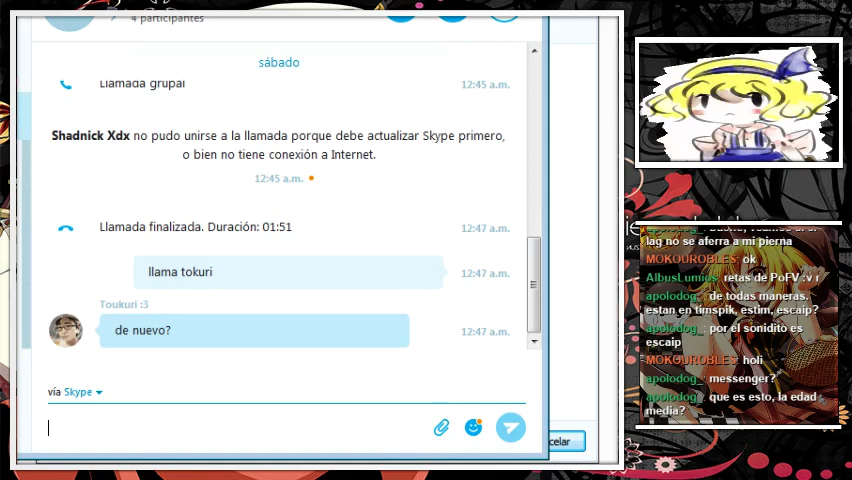 4 participantes
sábado
Llamada grupal 12:45 a.m.
Shadnick Xdx no pudo unirse a la llamada porque debe actualizar Skype primero,
o bien no tiene conexión a Internet.
12:45 a.m.
Llamada finalizada. Duración: 01:51 12:47 a.m.
llama tokuri 12:47 a.m.
Toukuri :3
de nuevo? 12:47 a.m.
vía Skype
celar
lag no se aferra a mi pierna
MOKOUROBLES: ok
AlbusLumios: retas de PoFV :v r
apolodog_: de todas maneras.
estan en timspik, estim, escaip?
apolodog_: por el sonidito es
escaip
MOKOUROBLES: holi
apolodog_: messenger?
apolodog_: que es esto, la edad
media?